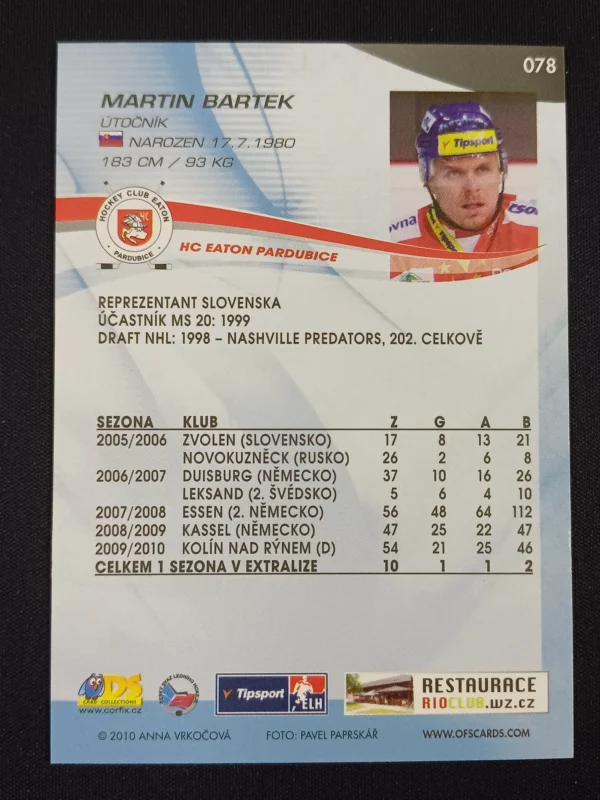 078
MARTIN BARTEK
ÚTOČNÍK
NAROZEN 17.7.1980
183 CM / 93 KG
Tipsport
HOCKEY CLUB EATON
HC
PARDUBICE
HC EATON PARDUBICE
REPREZENTANT SLOVENSKA
ÚČASTNÍK MS 20: 1999
DRAFT NHL: 1998 – NASHVILLE PREDATORS, 202. CELKOVĚ
SEZONA KLUB Z G A B
2005/2006 ZVOLEN (SLOVENSKO) 17 8 13 21
NOVOKUZNĚCK (RUSKO) 26 2 6 8
2006/2007 DUISBURG (NĚMECKO) 37 10 16 26
LEKSAND (2. ŠVÉDSKO) 5 6 4 10
2007/2008 ESSEN (2. NĚMECKO) 56 48 64 112
2008/2009 KASSEL (NĚMECKO) 47 25 22 47
2009/2010 KOLÍN NAD RÝNEM (D) 54 21 25 46
CELKEM 1 SEZONA V EXTRALIZE 10 1 1 2
OFS
CARD COLLECTIONS
www.corfix.cz
Tipsport
ELH
RESTAURACE
RIOCLUB.WZ.CZ
© 2010 ANNA VRKOČOVÁ FOTO: PAVEL PAPRSKÁŘ WWW.OFSCARDS.COM